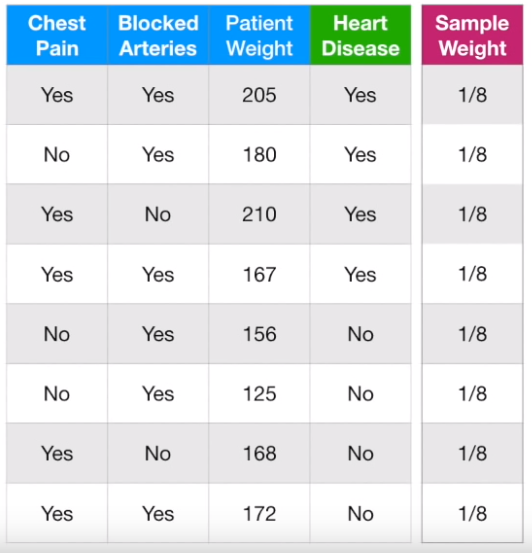 Chest Pain Blocked Arteries Patient Weight Heart Disease Sample Weight
Yes Yes 205 Yes 1/8
No Yes 180 Yes 1/8
Yes No 210 Yes 1/8
Yes Yes 167 Yes 1/8
No Yes 156 No 1/8
No Yes 125 No 1/8
Yes No 168 No 1/8
Yes Yes 172 No 1/8